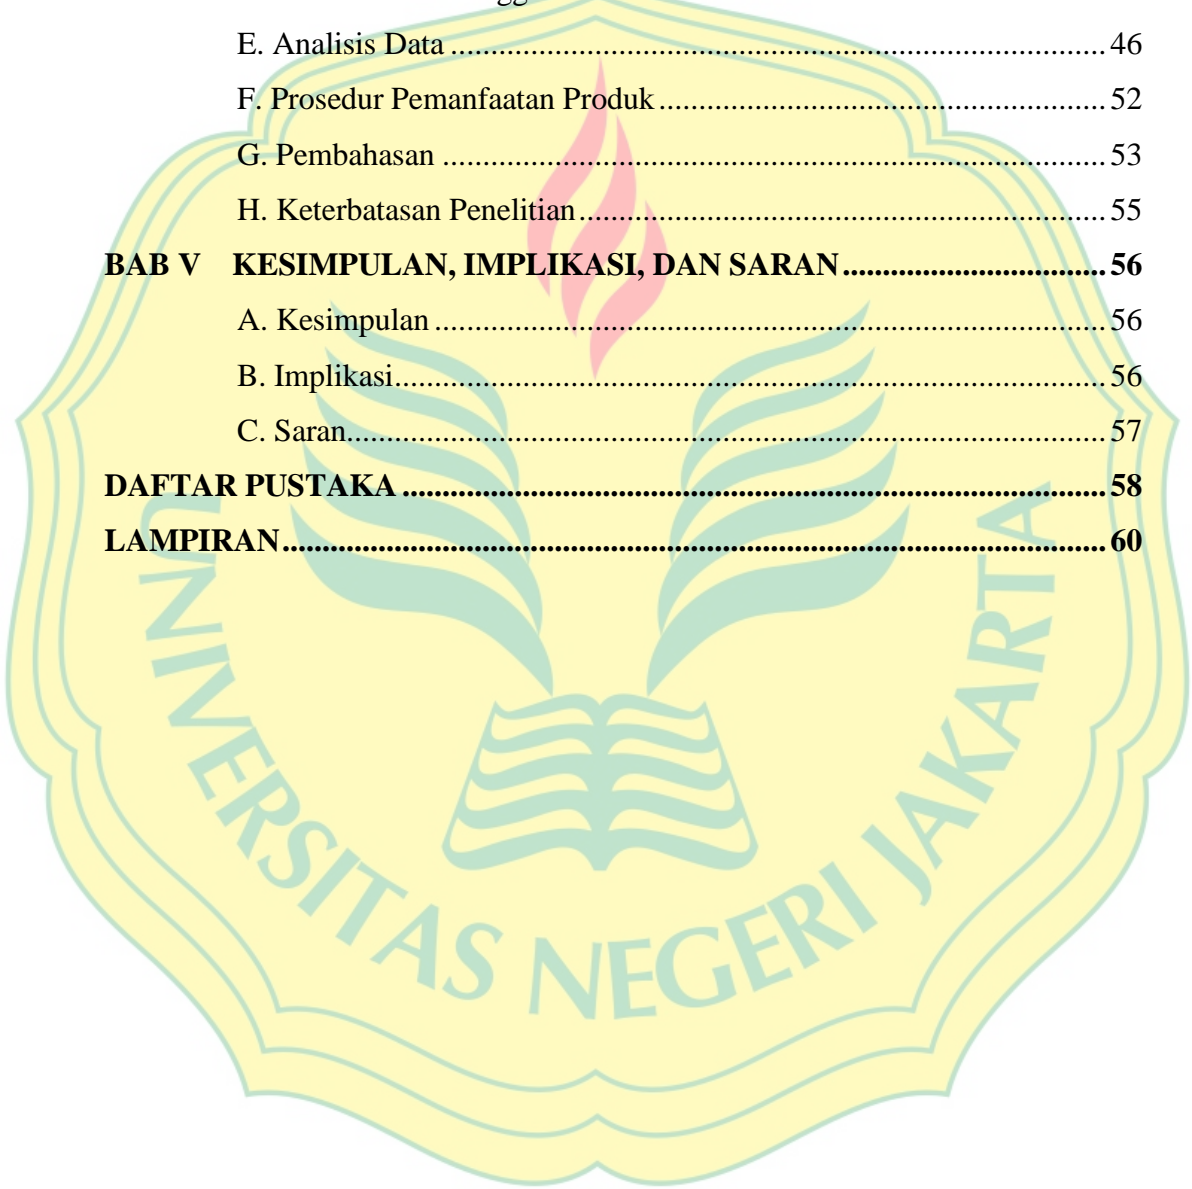 E. Analisis Data ........................................................................ 46
F. Prosedur Pemanfaatan Produk ........................................................ 52
G. Pembahasan ........................................................................ 53
H. Keterbatasan Penelitian ........................................................ 55
BAB V KESIMPULAN, IMPLIKASI, DAN SARAN ................................ 56
A. Kesimpulan ........................................................................ 56
B. Implikasi ........................................................................ 56
C. Saran ........................................................................ 57
DAFTAR PUSTAKA ........................................................................ 58
LAMPIRAN ........................................................................ 60
UNIVERSITAS NEGERI JAKARTA